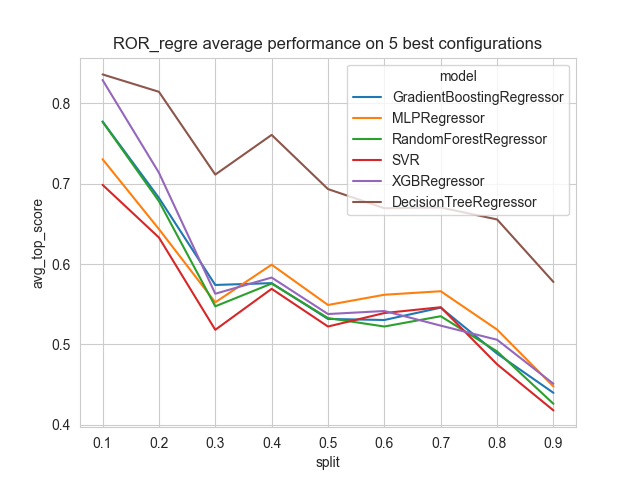 ROR_regre average performance on 5 best configurations
model
GradientBoostingRegressor
MLPRegressor
RandomForestRegressor
SVR
XGBRegressor
DecisionTreeRegressor
avg_top_score
0.8
0.7
0.6
0.5
0.4
0.1 0.2 0.3 0.4 0.5 0.6 0.7 0.8 0.9
split